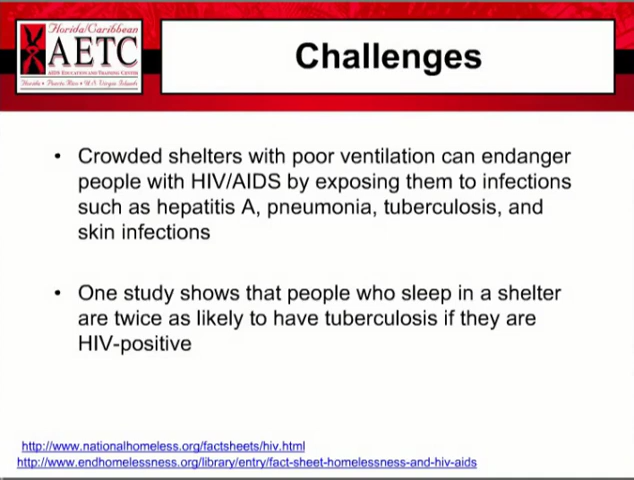 Florida/Caribbean
AETC
AIDS EDUCATION AND TRAINING CENTER
Florida • Puerto Rico • U.S. Virgin Islands
Challenges
• Crowded shelters with poor ventilation can endanger
people with HIV/AIDS by exposing them to infections
such as hepatitis A, pneumonia, tuberculosis, and
skin infections
• One study shows that people who sleep in a shelter
are twice as likely to have tuberculosis if they are
HIV-positive
http://www.nationalhomeless.org/factsheets/hiv.html
http://www.endhomelessness.org/library/entry/fact-sheet-homelessness-and-hiv-aids